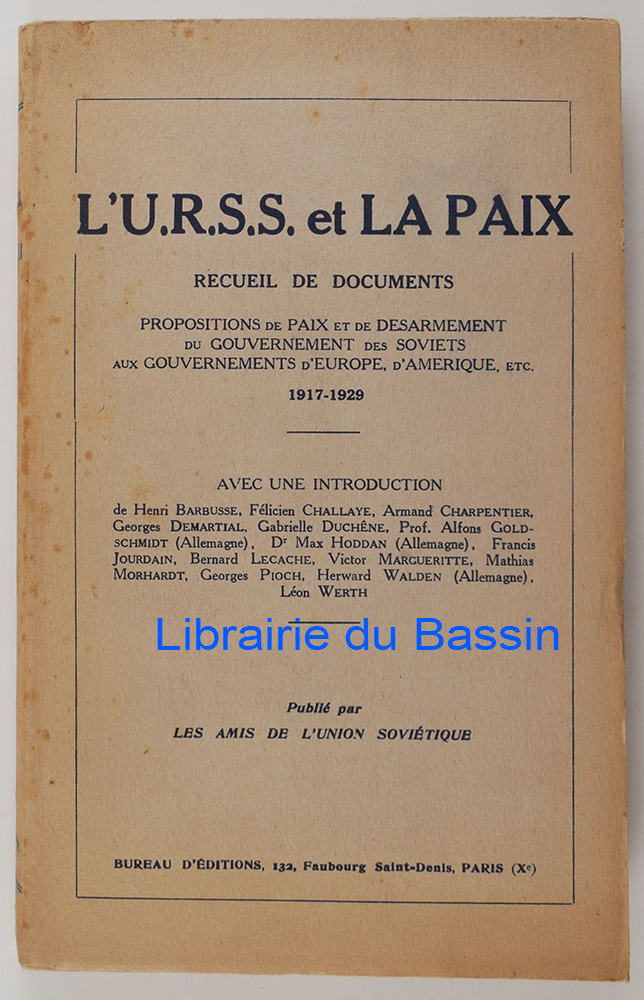 L'U.R.S.S. et LA PAIX
RECUEIL DE DOCUMENTS
PROPOSITIONS DE PAIX ET DE DESARMEMENT
DU GOUVERNEMENT DES SOVIETS
AUX GOUVERNEMENTS D'EUROPE, D'AMERIQUE, ETC.
1917-1929
AVEC UNE INTRODUCTION
de Henri BARBUSSE, Félicien CHALLAYE, Armand CHARPENTIER,
Georges DEMARTIAL, Gabrielle DUCHÊNE, Prof. Alfons GOLD-
SCHMIDT (Allemagne), Dr Max HODDAN (Allemagne), Francis
JOURDAIN, Bernard LECACHE, Victor MARGUERITTE, Mathias
MORHARDT, Georges PIOCH, Herward WALDEN (Allemagne),
Léon WERTH
Librairie du Bassin
Publié par
LES AMIS DE L'UNION SOVIÉTIQUE
BUREAU D'ÉDITIONS, 132, Faubourg Saint-Denis, PARIS (Xe)